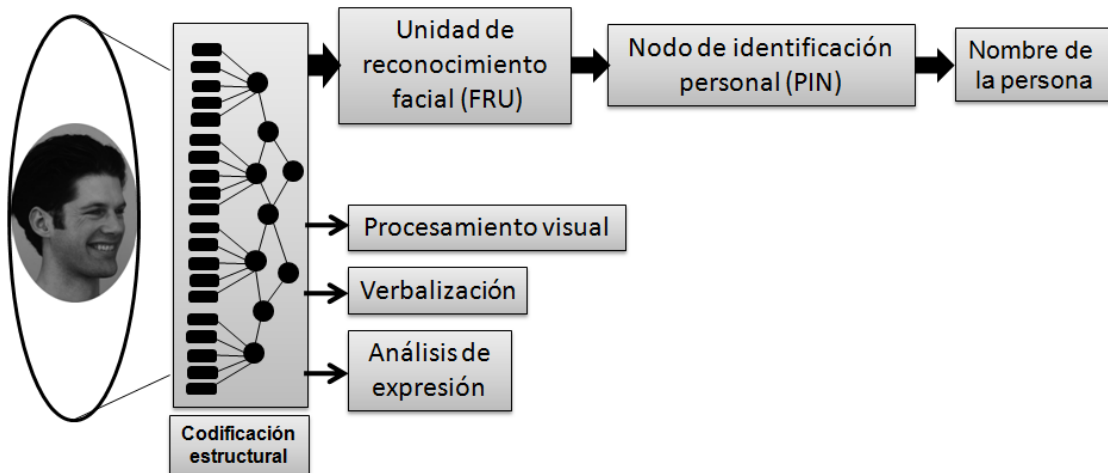 Unidad de
reconocimiento
facial (FRU)
Nodo de identificación
personal (PIN)
Nombre de
la persona
Procesamiento visual
Verbalización
Análisis de
expresión
Codificación
estructural